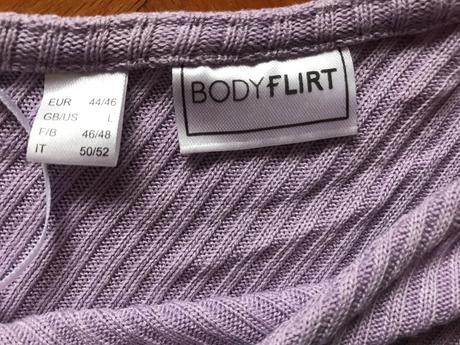 EUR 44/46
GB/US L
F/B 46/48
IT 50/52
BODYFLIRT